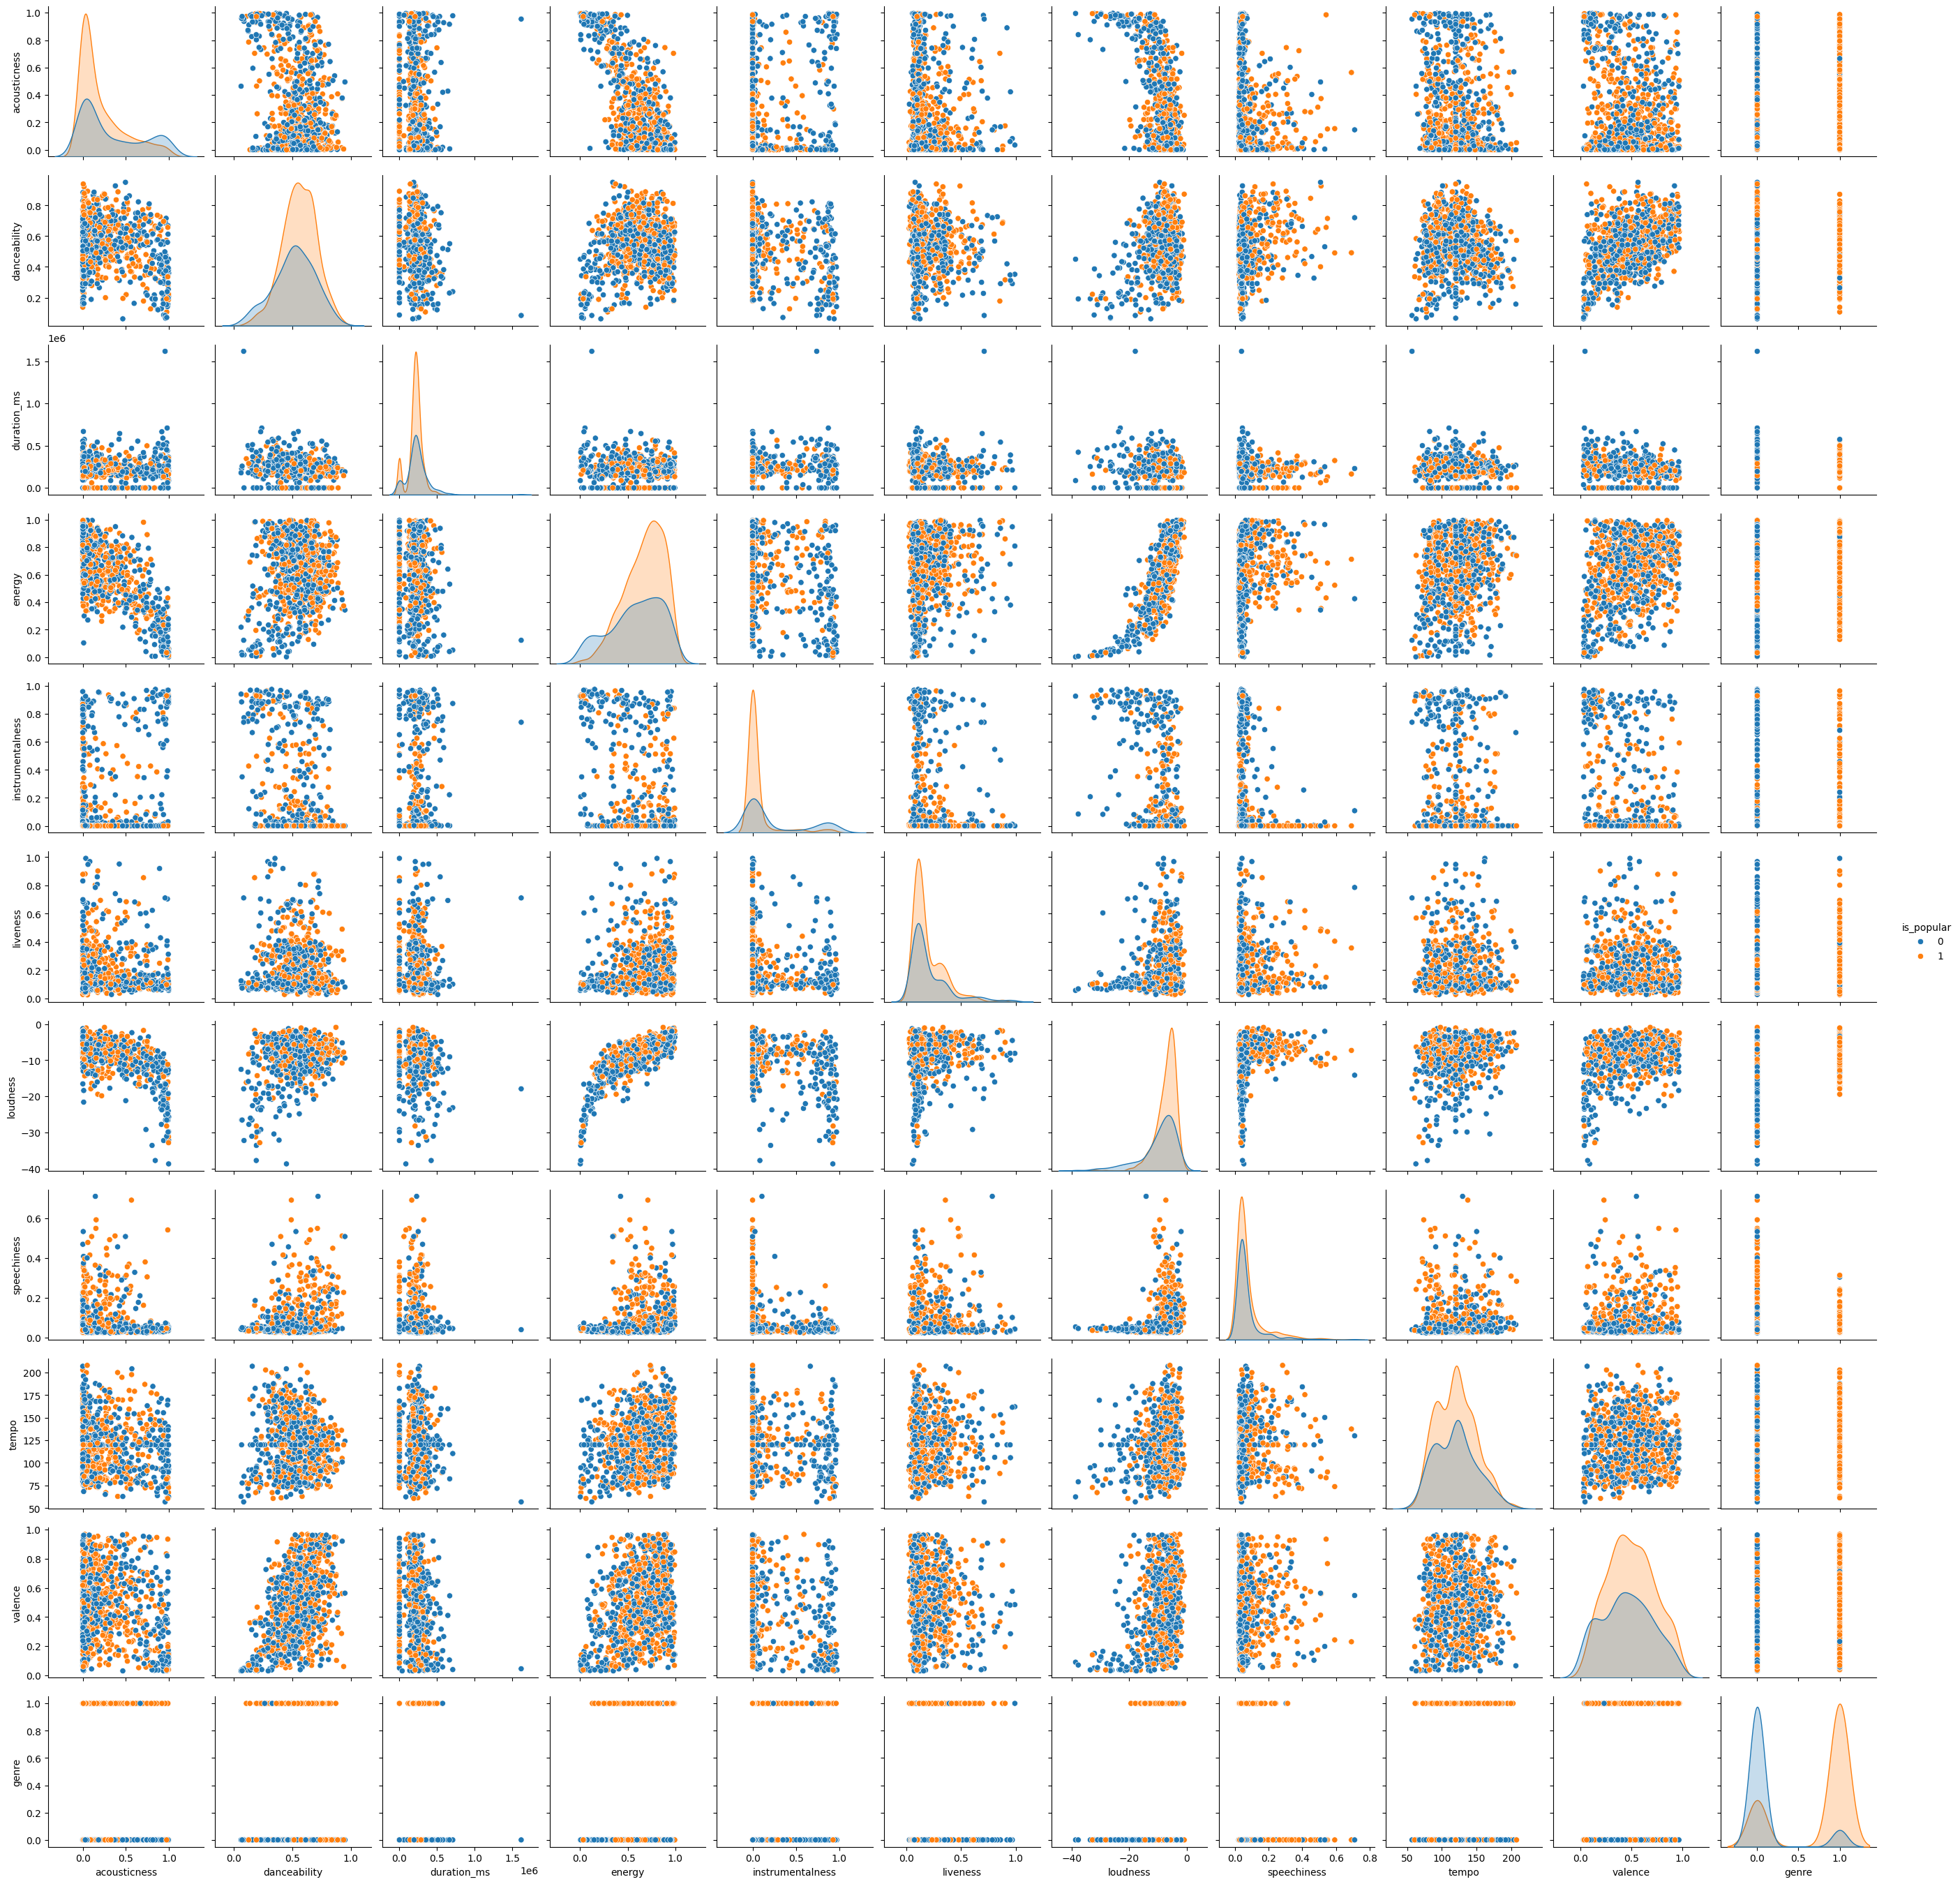 1.0
0.8
0.6
0.4
0.2
0.0
acousticness
0.8
0.6
0.4
0.2
danceability
1e6
1.5
1.0
0.5
0.0
duration_ms
1.0
0.8
0.6
0.4
0.2
0.0
energy
1.0
0.8
0.6
0.4
0.2
0.0
instrumentalness
1.0
0.8
0.6
0.4
0.2
0.0
liveness
is_popular
0
1
0
−10
−20
−30
−40
loudness
0.6
0.4
0.2
0.0
speechiness
200
175
150
125
100
75
50
tempo
1.0
0.8
0.6
0.4
0.2
0.0
valence
1.0
0.8
0.6
0.4
0.2
0.0
genre
0.0 0.5 1.0
acousticness
0.0 0.5 1.0
danceability
0.0 0.5 1.0 1.5
duration_ms 1e6
0.0 0.5 1.0
energy
0.0 0.5 1.0
instrumentalness
0.0 0.5 1.0
liveness
−40 −20 0
loudness
0.0 0.2 0.4 0.6 0.8
speechiness
50 100 150 200
tempo
0.0 0.5 1.0
valence
0.0 1.0
genre